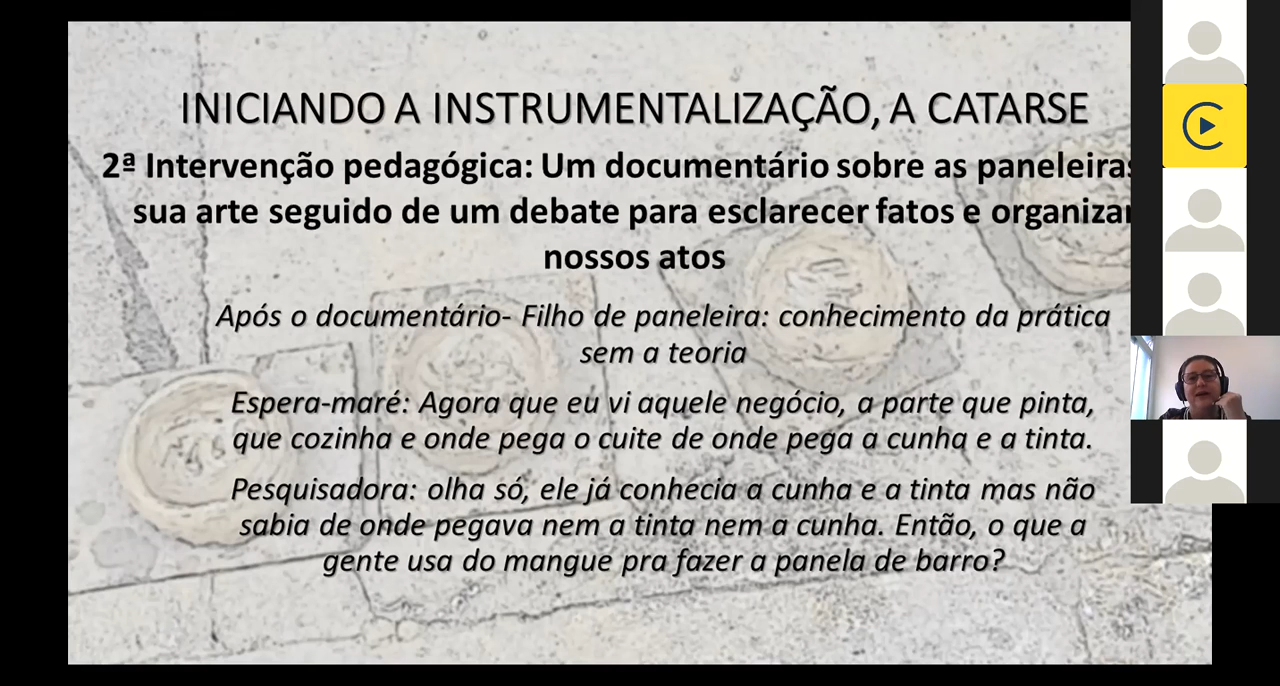 INICIANDO A INSTRUMENTALIZAÇÃO, A CATARSE
2ª Intervenção pedagógica: Um documentário sobre as paneleiras
sua arte seguido de um debate para esclarecer fatos e organizar
nossos atos
Após o documentário- Filho de paneleira: conhecimento da prática
sem a teoria
Espera-maré: Agora que eu vi aquele negócio, a parte que pinta,
que cozinha e onde pega o cuite de onde pega a cunha e a tinta.
Pesquisadora: olha só, ele já conhecia a cunha e a tinta mas não
sabia de onde pegava nem a tinta nem a cunha. Então, o que a
gente usa do mangue pra fazer a panela de barro?